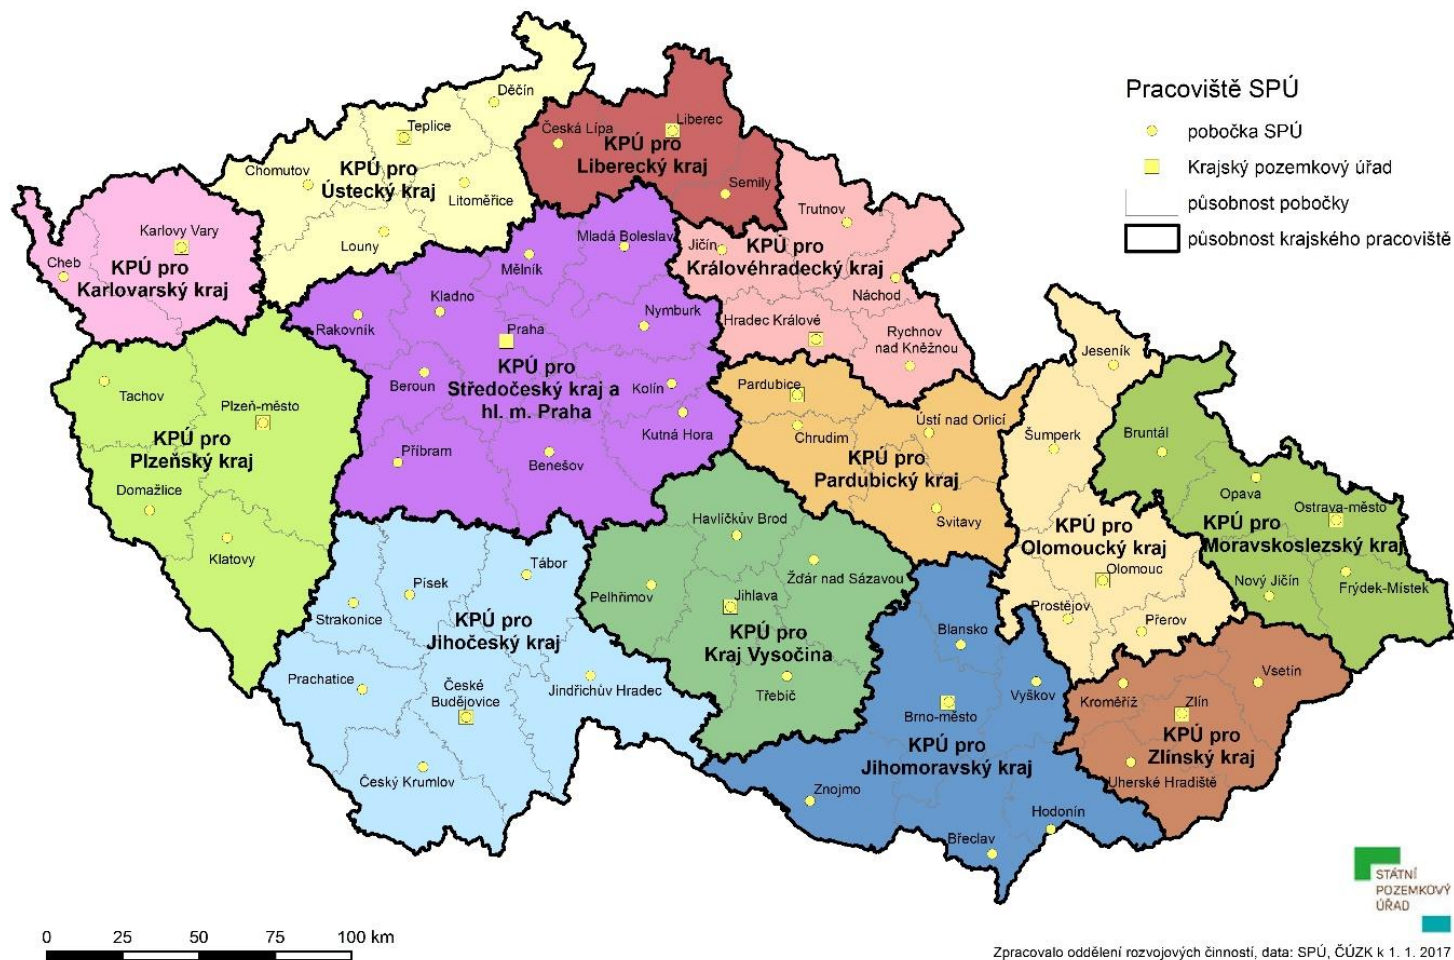 Pracoviště SPÚ
pobočka SPÚ
Krajský pozemkový úřad
působnost pobočky
působnost krajského pracoviště
Děčín
Teplice
Chomutov
KPÚ pro
Ústecký kraj
Litoměřice
Louny
Česká Lípa
Liberec
KPÚ pro
Liberecký kraj
Semily
Karlovy Vary
Cheb
KPÚ pro
Karlovarský kraj
Trutnov
Jičín
KPÚ pro
Královéhradecký kraj
Náchod
Hradec Králové
Rychnov
nad Kněžnou
Mladá Boleslav
Mělník
Kladno
Rakovník
Praha
Nymburk
KPÚ pro
Středočeský kraj a
hl. m. Praha
Beroun
Kolín
Kutná Hora
Příbram
Benešov
Tachov
Plzeň-město
KPÚ pro
Plzeňský kraj
Domažlice
Klatovy
Pardubice
Chrudim
Ústí nad Orlicí
KPÚ pro
Pardubický kraj
Svitavy
Jeseník
Šumperk
KPÚ pro
Olomoucký kraj
Olomouc
Prostějov
Přerov
Bruntál
Opava
Ostrava-město
KPÚ pro
Moravskoslezský kraj
Nový Jičín
Frýdek-Místek
Havlíčkův Brod
Žďár nad Sázavou
Pelhřimov
Jihlava
KPÚ pro
Kraj Vysočina
Třebíč
Tábor
Písek
Strakonice
KPÚ pro
Jihočeský kraj
Prachatice
České
Budějovice
Jindřichův Hradec
Český Krumlov
Blansko
Vyškov
Brno-město
KPÚ pro
Jihomoravský kraj
Znojmo
Hodonín
Břeclav
Kroměříž
Zlín
Vsetín
KPÚ pro
Zlínský kraj
Uherské Hradiště
STÁTNÍ
POZEMKOVÝ
ÚŘAD
0 25 50 75 100 km
Zpracovalo oddělení rozvojových činností, data: SPÚ, ČÚZK k 1. 1. 2017